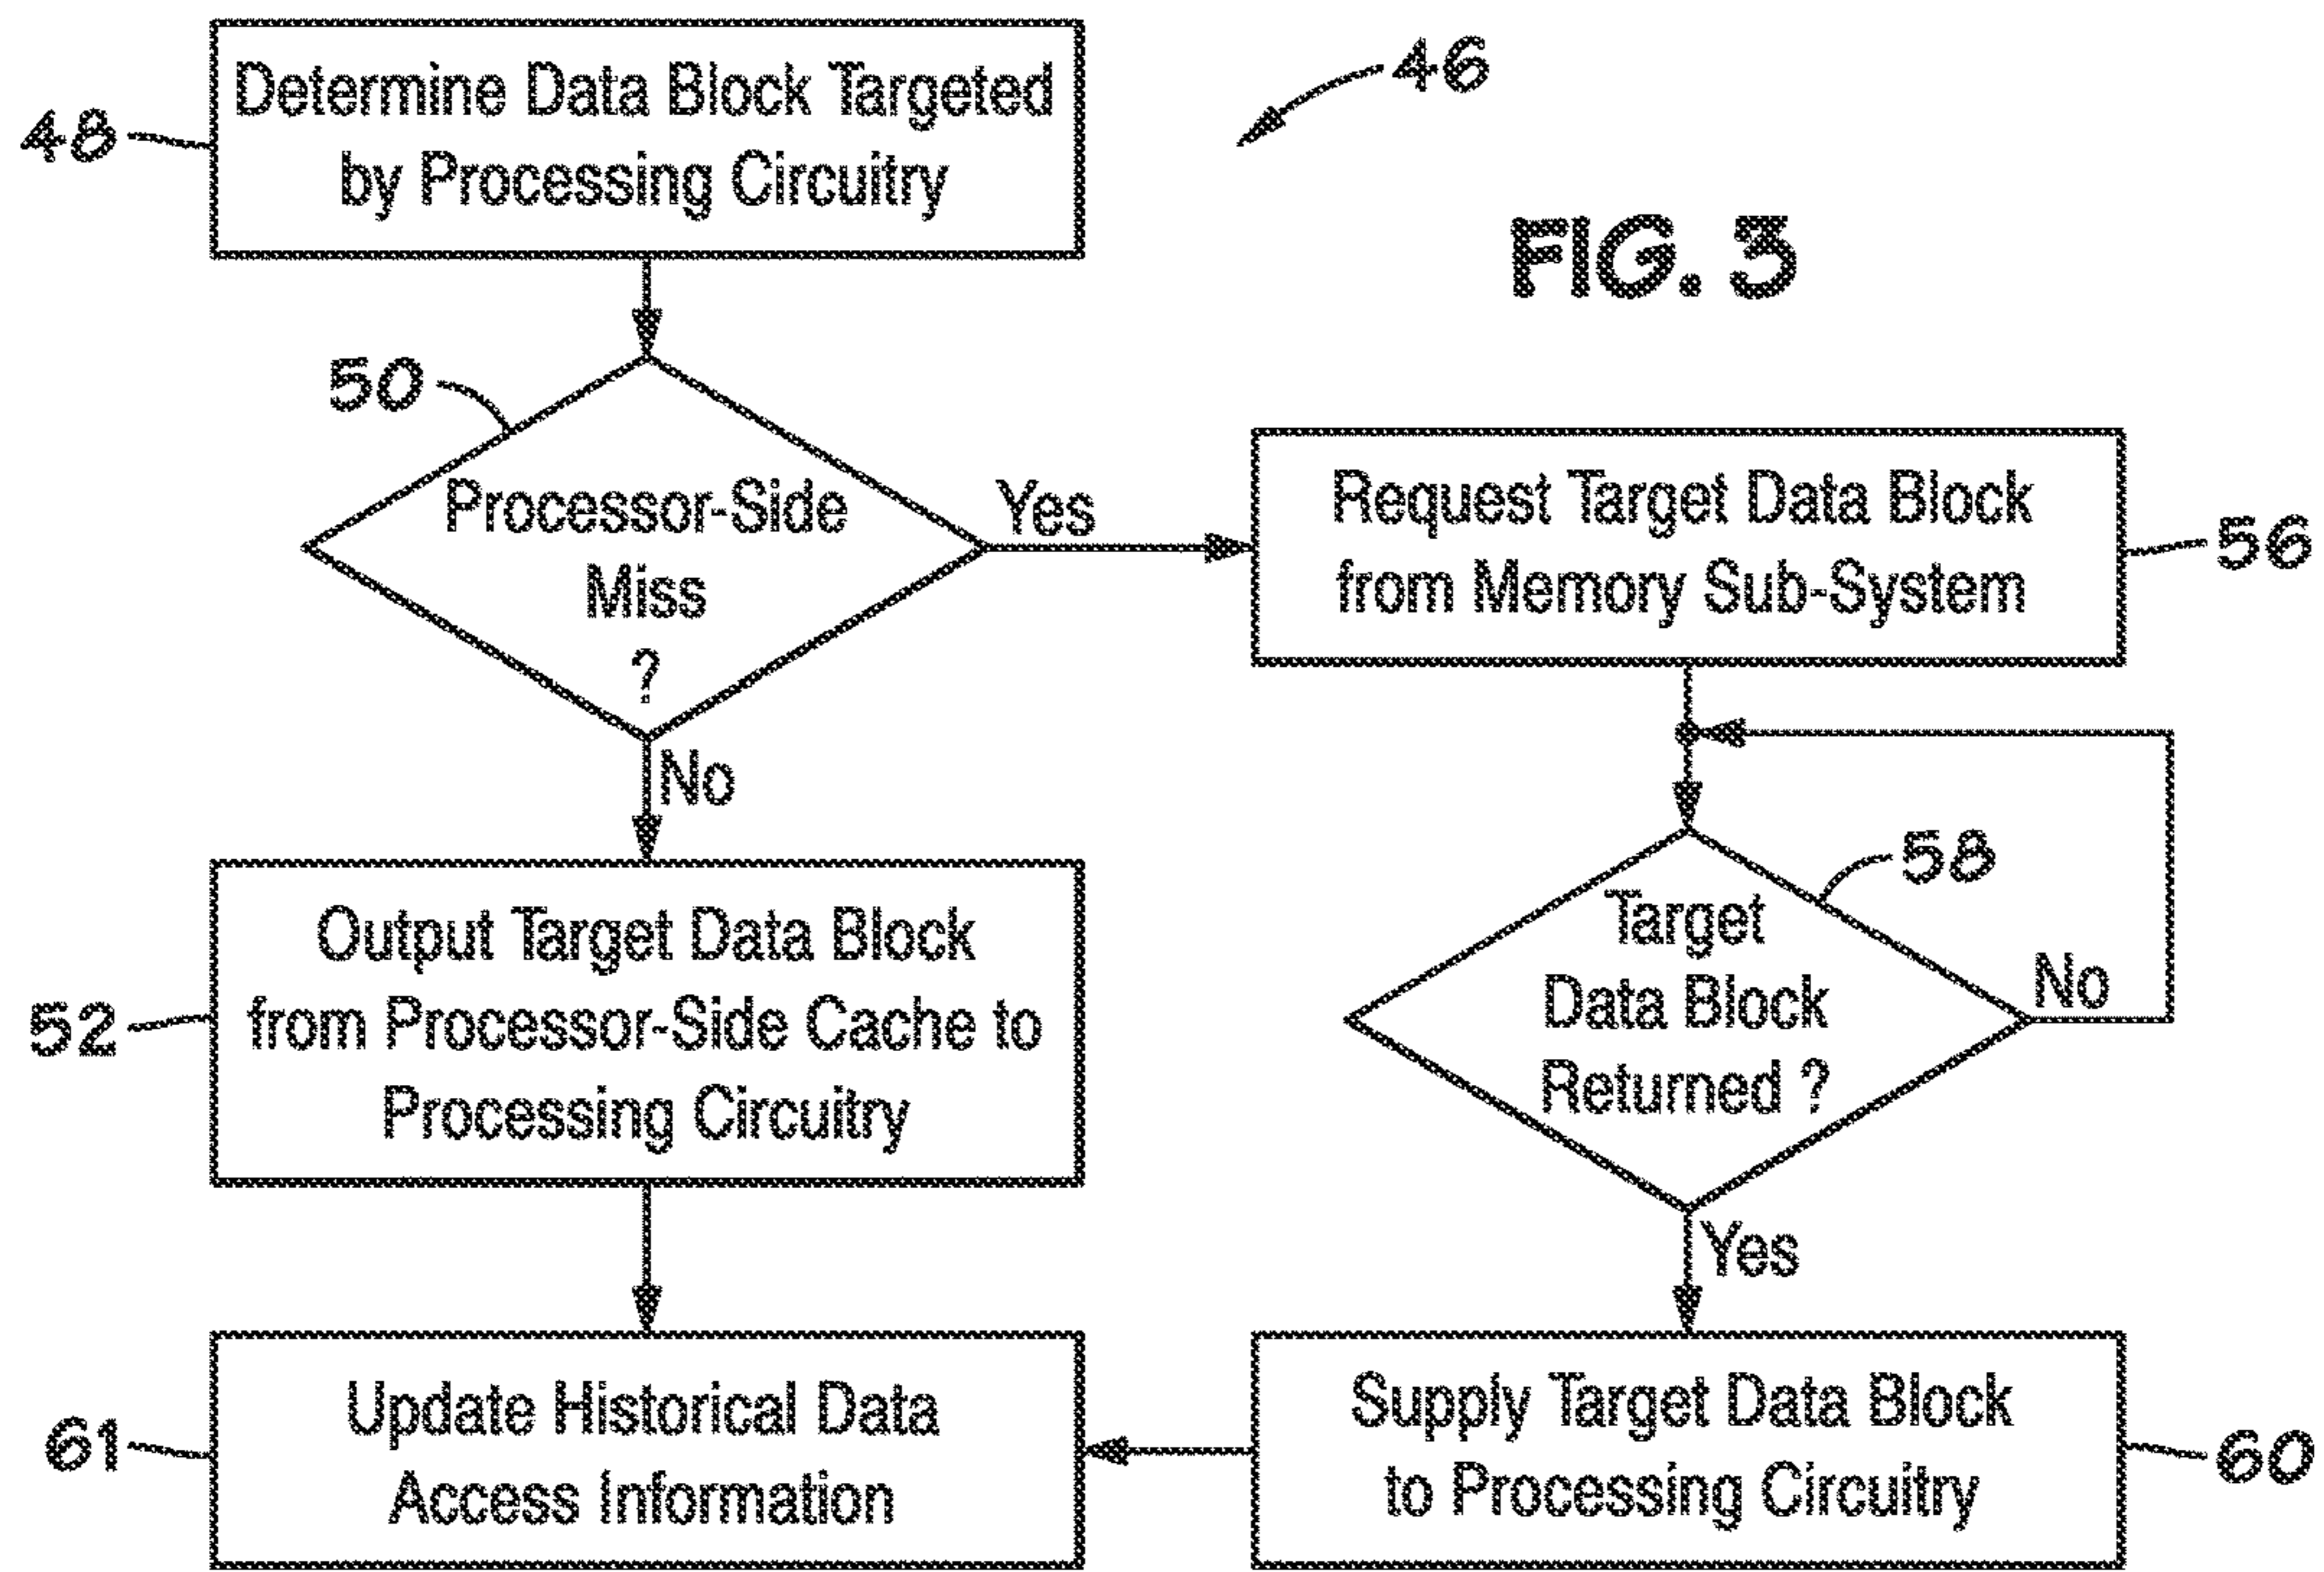 46
48
Determine Data Block Targeted
by Processing Circuitry
FIG. 3
50
Processor-Side
Miss
?
Yes
No
Request Target Data Block
from Memory Sub-System
56
58
Target
Data Block
Returned ?
No
Yes
52
Output Target Data Block
from Processor-Side Cache to
Processing Circuitry
61
Update Historical Data
Access Information
Supply Target Data Block
to Processing Circuitry
60